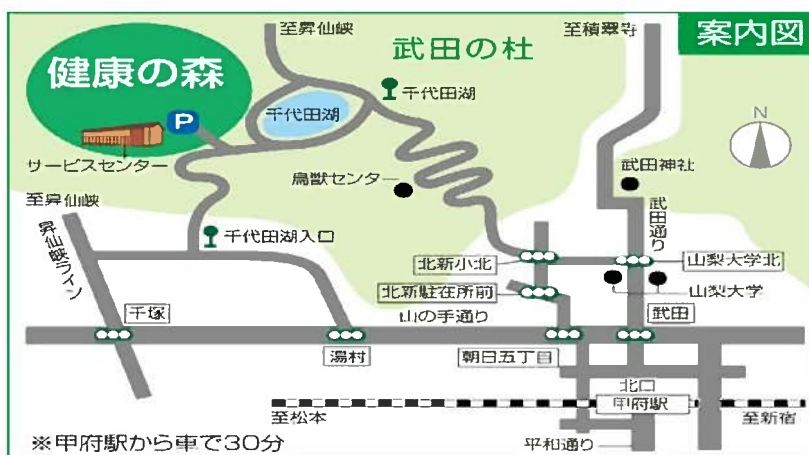 至昇仙峡
至積翠寺
案内図
武田の杜
健康の森
千代田湖
千代田湖
P
N
サービスセンター
鳥獣センター
武田神社
至昇仙峡
武田通り
昇仙峡ライン
千代田湖入口
北新小北
山梨大学北
北新駐在所前
山梨大学
千塚
山の手通り
武田
湯村
朝日五丁目
北口
甲府駅
至松本
至新宿
※甲府駅から車で30分
平和通り